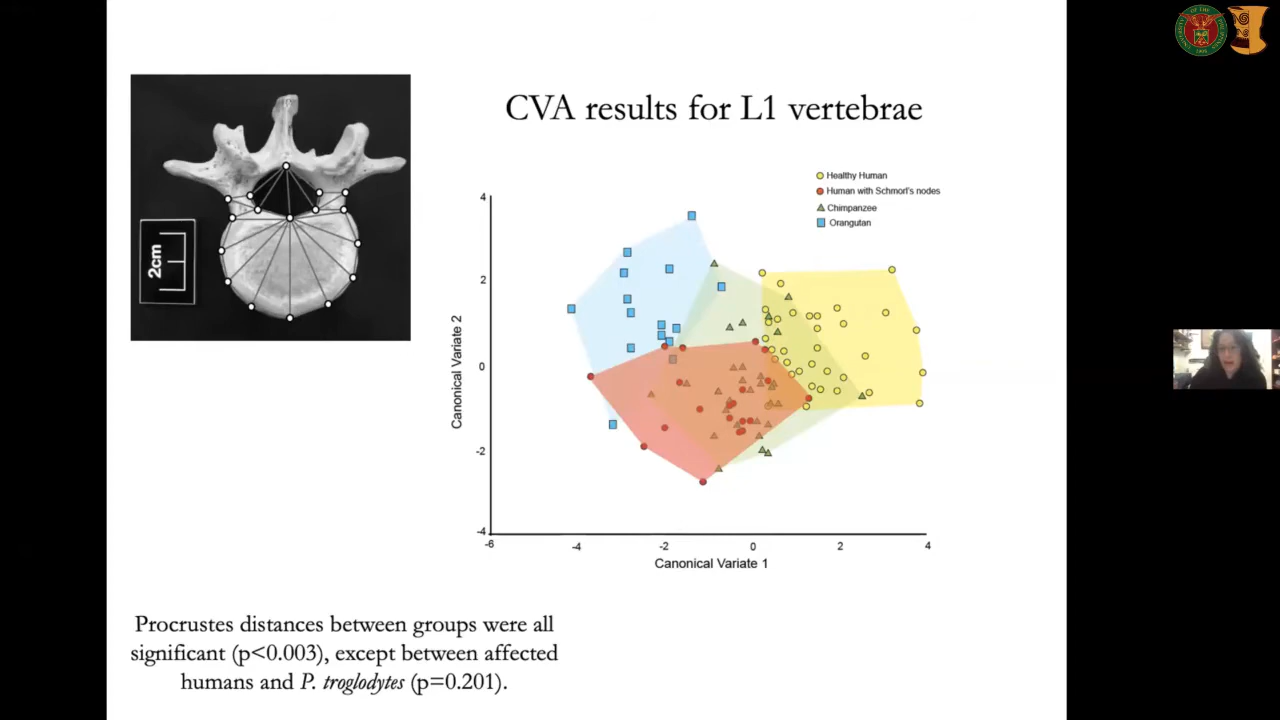 CVA results for L1 vertebrae
2cm
Healthy Human
Human with Schmorl's nodes
Chimpanzee
Orangutan
4
2
0
-2
-4
Canonical Variate 2
-6
-4
-2
0
2
4
Canonical Variate 1
Procrustes distances between groups were all
significant (p<0.003), except between affected
humans and P. troglodytes (p=0.201).